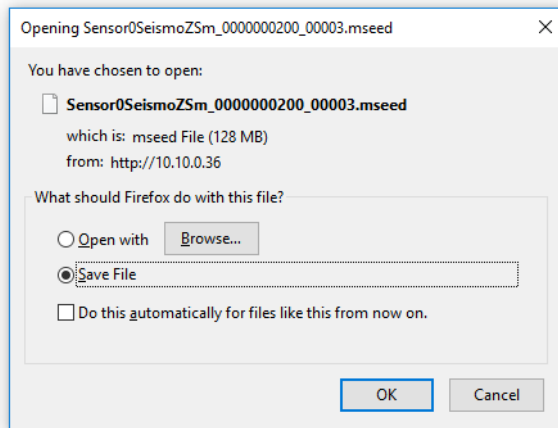 Opening Sensor0SeismoZSm_0000000200_00003.mseed
You have chosen to open:
Sensor0SeismoZSm_0000000200_00003.mseed
which is: mseed File (128 MB)
from: http://10.10.0.36
What should Firefox do with this file?
Open with Browse...
Save File
Do this automatically for files like this from now on.
OK Cancel